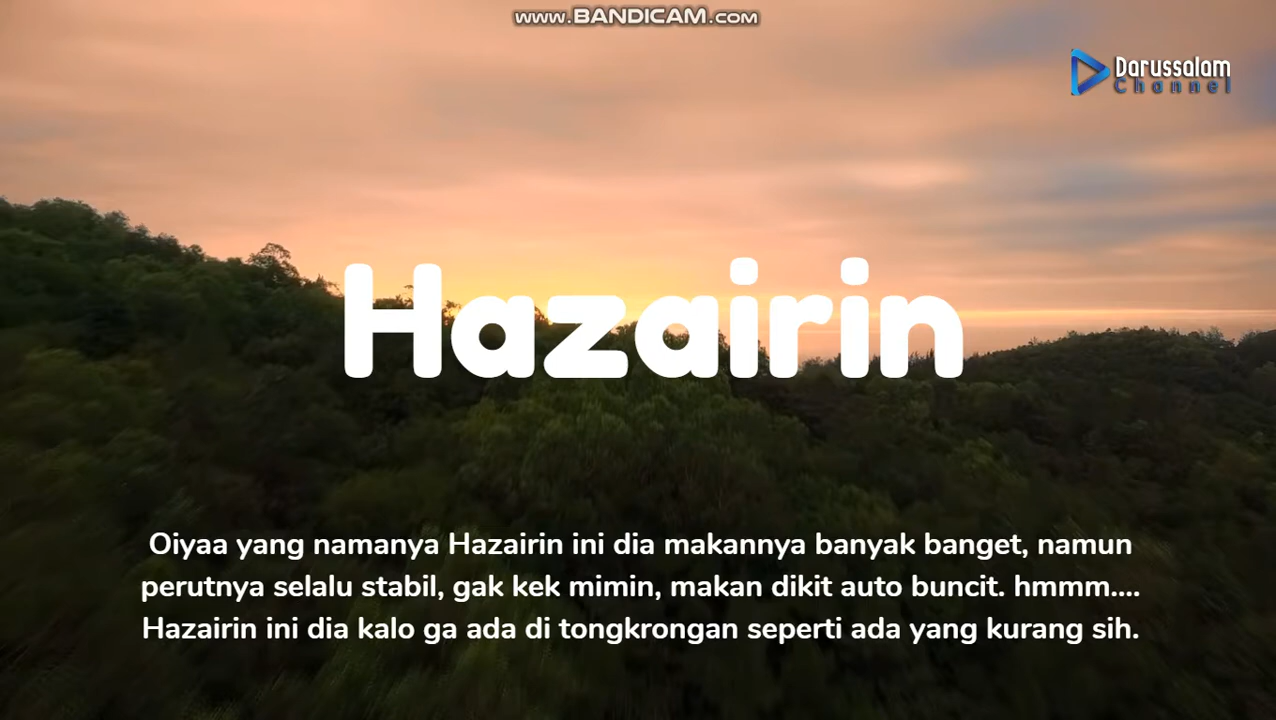 www.BANDICAM.com
Darussalam
Channel
Hazairin
Oiyaa yang namanya Hazairin ini dia makannya banyak banget, namun
perutnya selalu stabil, gak kek mimin, makan dikit auto buncit. hmmm....
Hazairin ini dia kalo ga ada di tongkrongan seperti ada yang kurang sih.